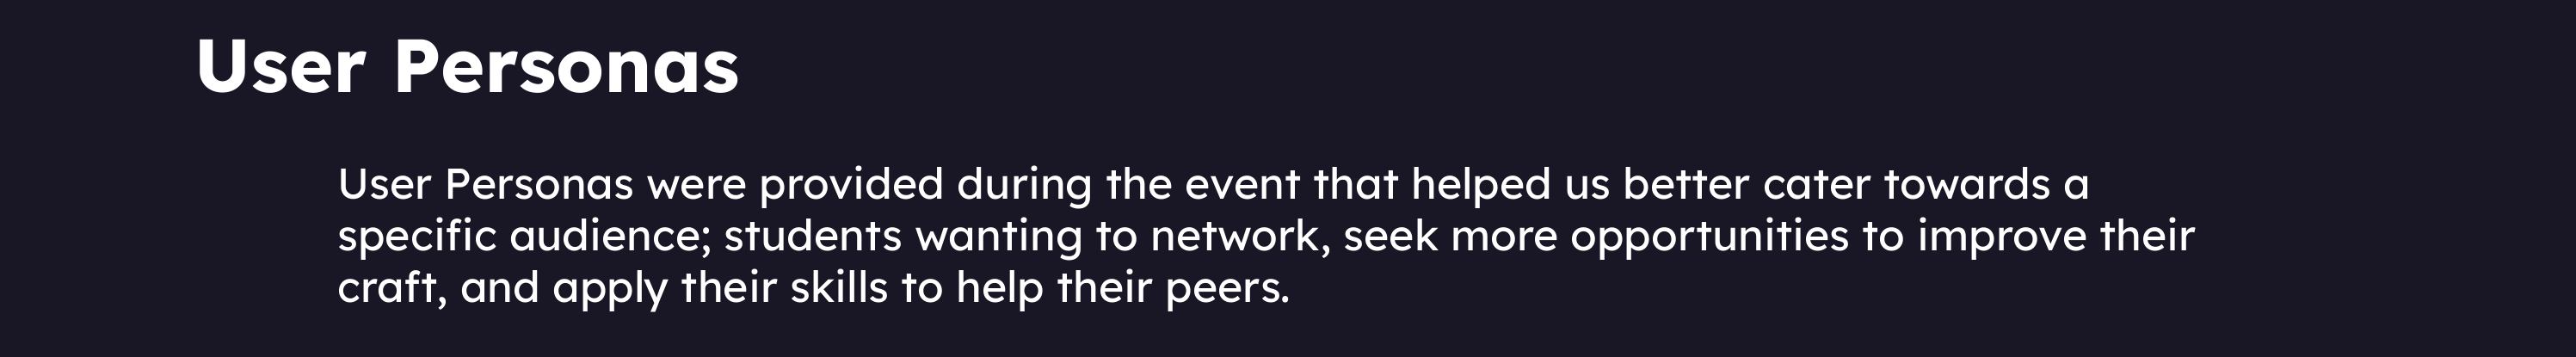 User Personas
User Personas were provided during the event that helped us better cater towards a
specific audience; students wanting to network, seek more opportunities to improve their
craft, and apply their skills to help their peers.